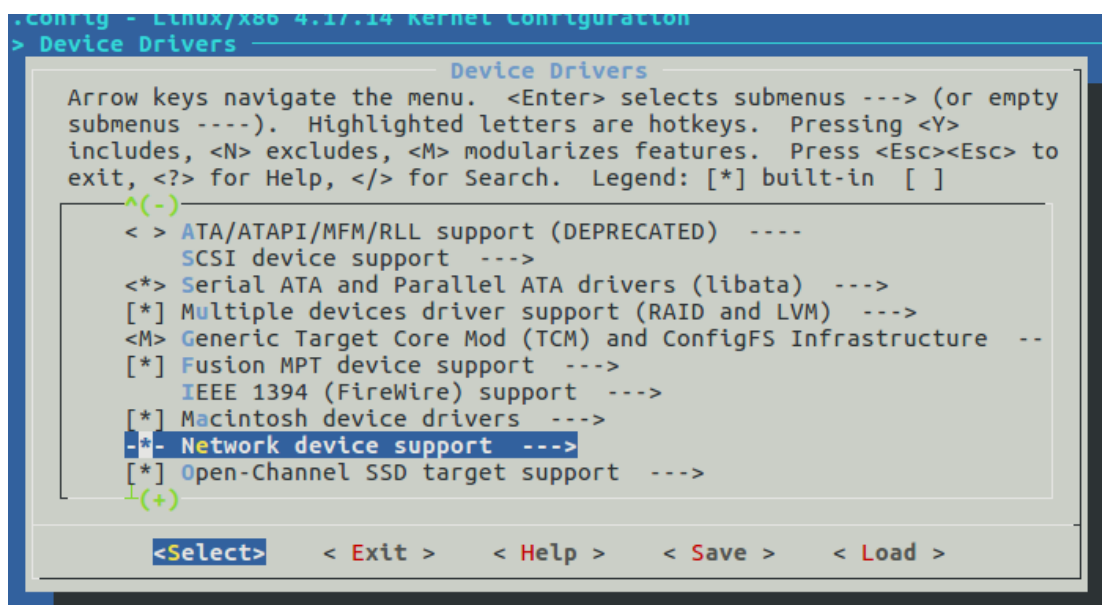 .config - Linux/x86 4.17.14 Kernel Configuration
> Device Drivers
Device Drivers
Arrow keys navigate the menu.  <Enter> selects submenus ---> (or empty
submenus ----).  Highlighted letters are hotkeys.  Pressing <Y>
includes, <N> excludes, <M> modularizes features.  Press <Esc><Esc> to
exit, <?> for Help, </> for Search.  Legend: [*] built-in  [ ]
^(-)
< > ATA/ATAPI/MFM/RLL support (DEPRECATED)  ----
SCSI device support  --->
<*> Serial ATA and Parallel ATA drivers (libata)  --->
[*] Multiple devices driver support (RAID and LVM)  --->
<M> Generic Target Core Mod (TCM) and ConfigFS Infrastructure  --
[*] Fusion MPT device support  --->
IEEE 1394 (FireWire) support  --->
[*] Macintosh device drivers  --->
-*- Network device support  --->
[*] Open-Channel SSD target support  --->
┴(+)
<Select>    < Exit >    < Help >    < Save >    < Load >